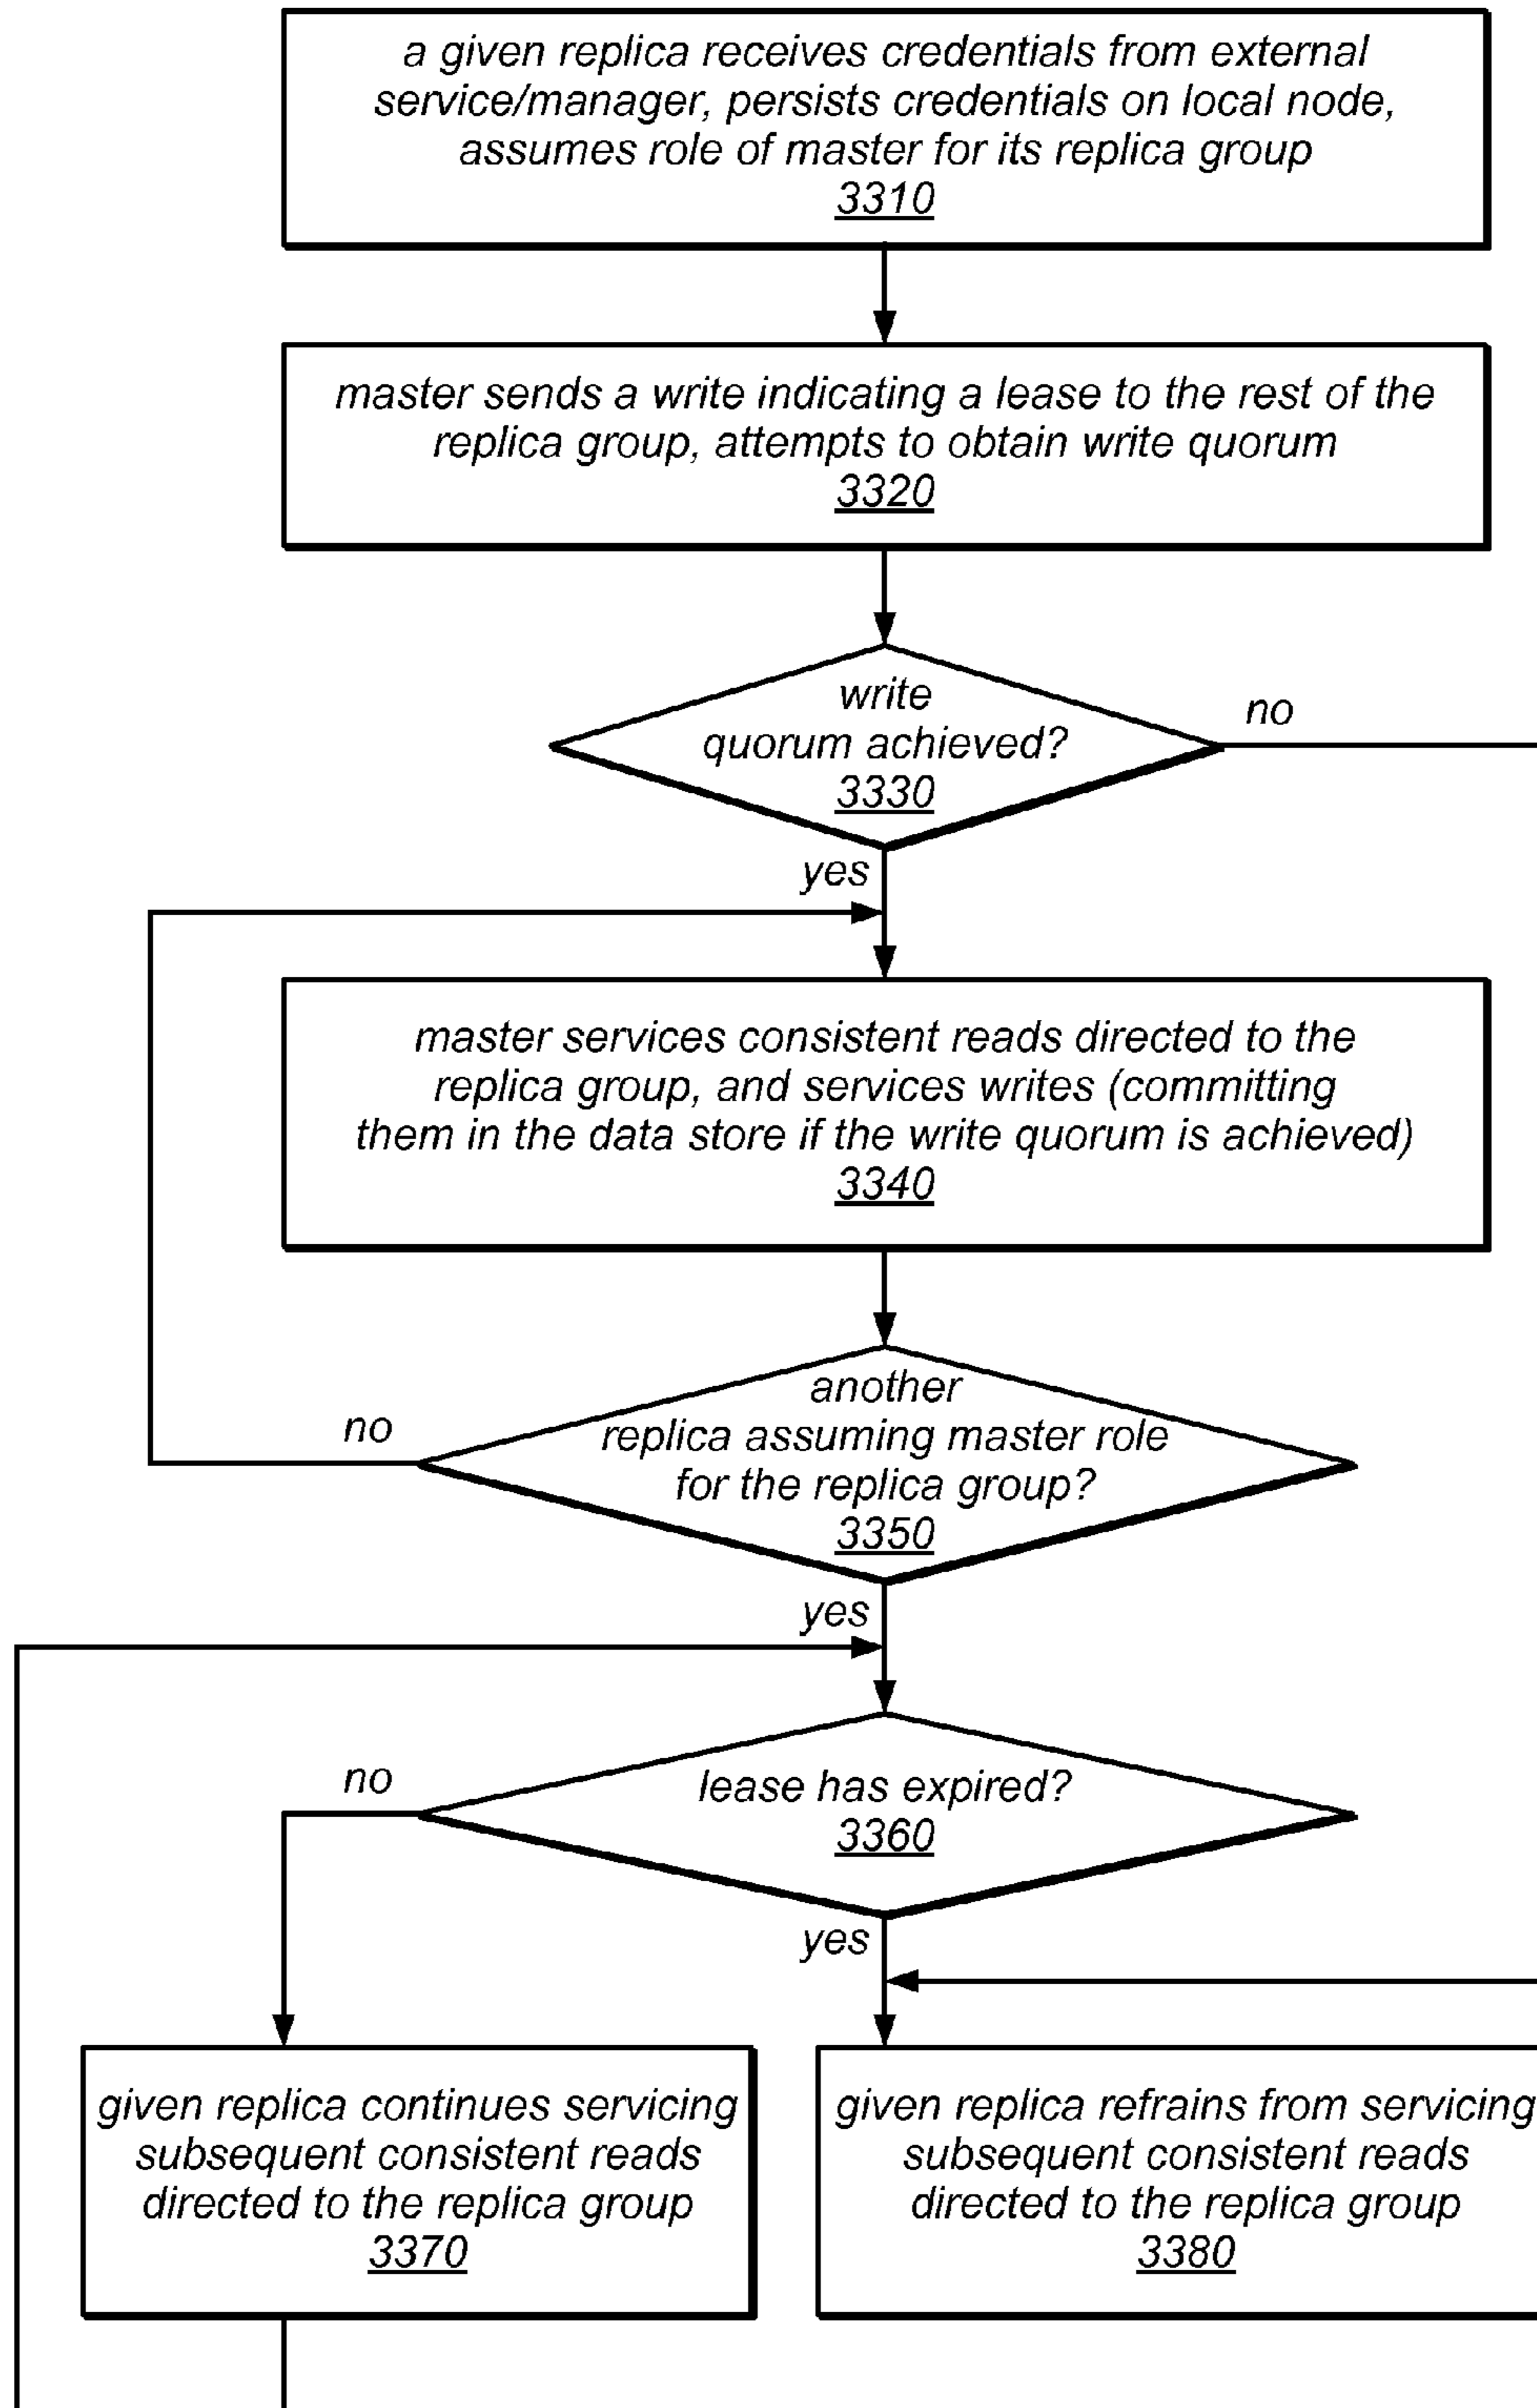 a given replica receives credentials from external
service/manager, persists credentials on local node,
assumes role of master for its replica group
3310
master sends a write indicating a lease to the rest of the
replica group, attempts to obtain write quorum
3320
write
quorum achieved?
3330
no
yes
master services consistent reads directed to the
replica group, and services writes (committing
them in the data store if the write quorum is achieved)
3340
another
replica assuming master role
for the replica group?
3350
no
yes
lease has expired?
3360
no
yes
given replica continues servicing
subsequent consistent reads
directed to the replica group
3370
given replica refrains from servicing
subsequent consistent reads
directed to the replica group
3380